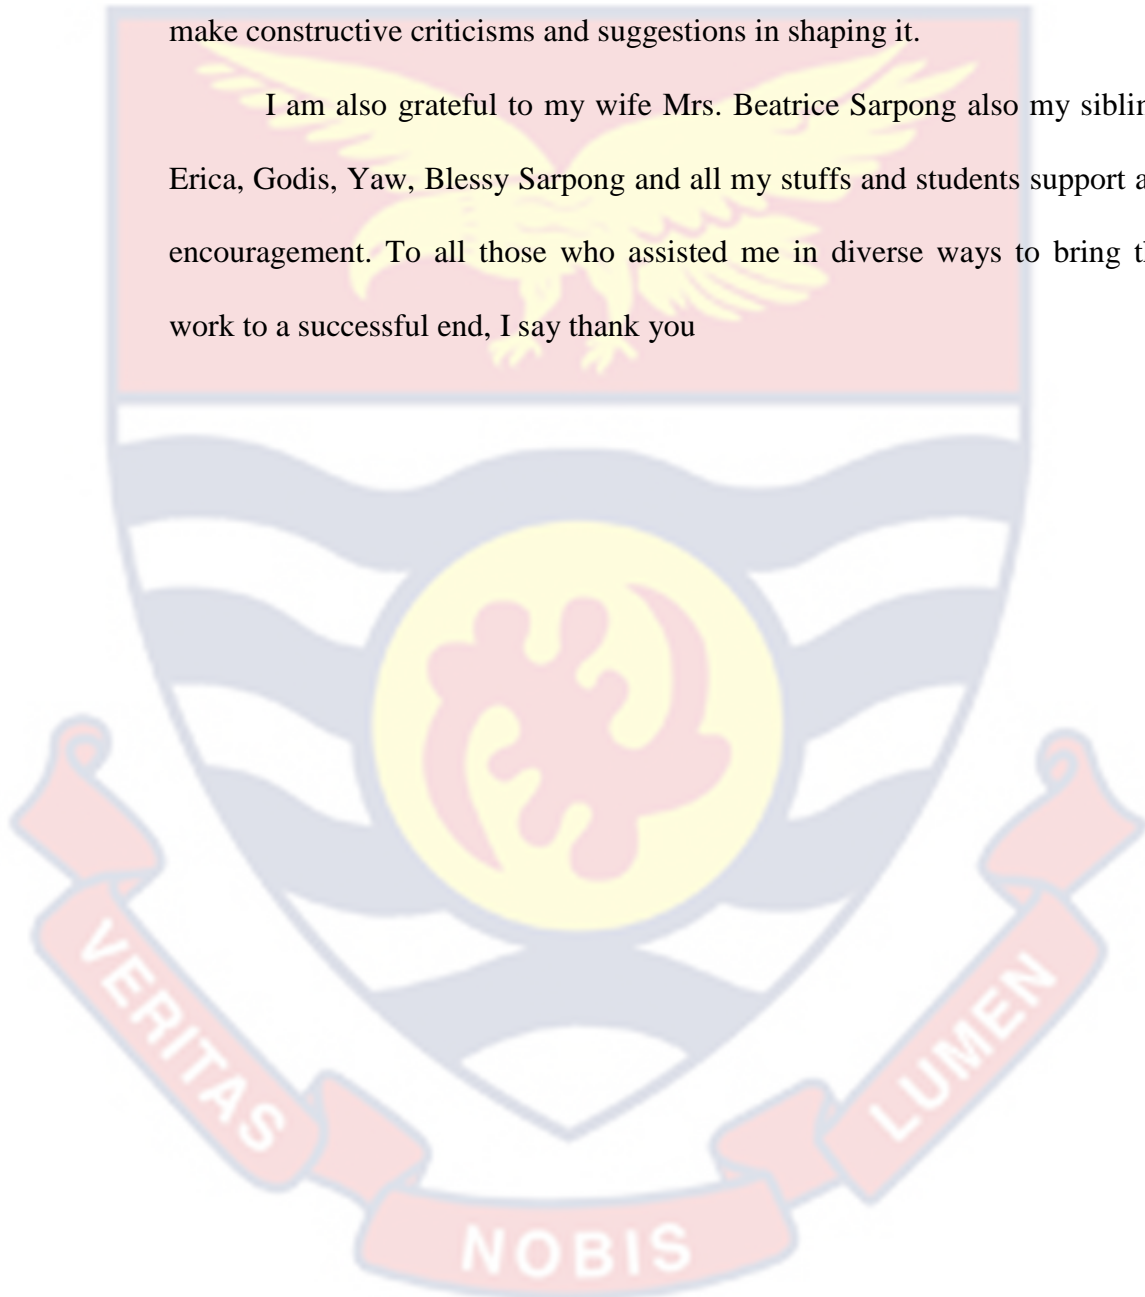 make constructive criticisms and suggestions in shaping it.
I am also grateful to my wife Mrs. Beatrice Sarpong also my siblin
Erica, Godis, Yaw, Blessy Sarpong and all my stuffs and students support a
encouragement. To all those who assisted me in diverse ways to bring t
work to a successful end, I say thank you
VERITAS
NOBIS
LUMEN